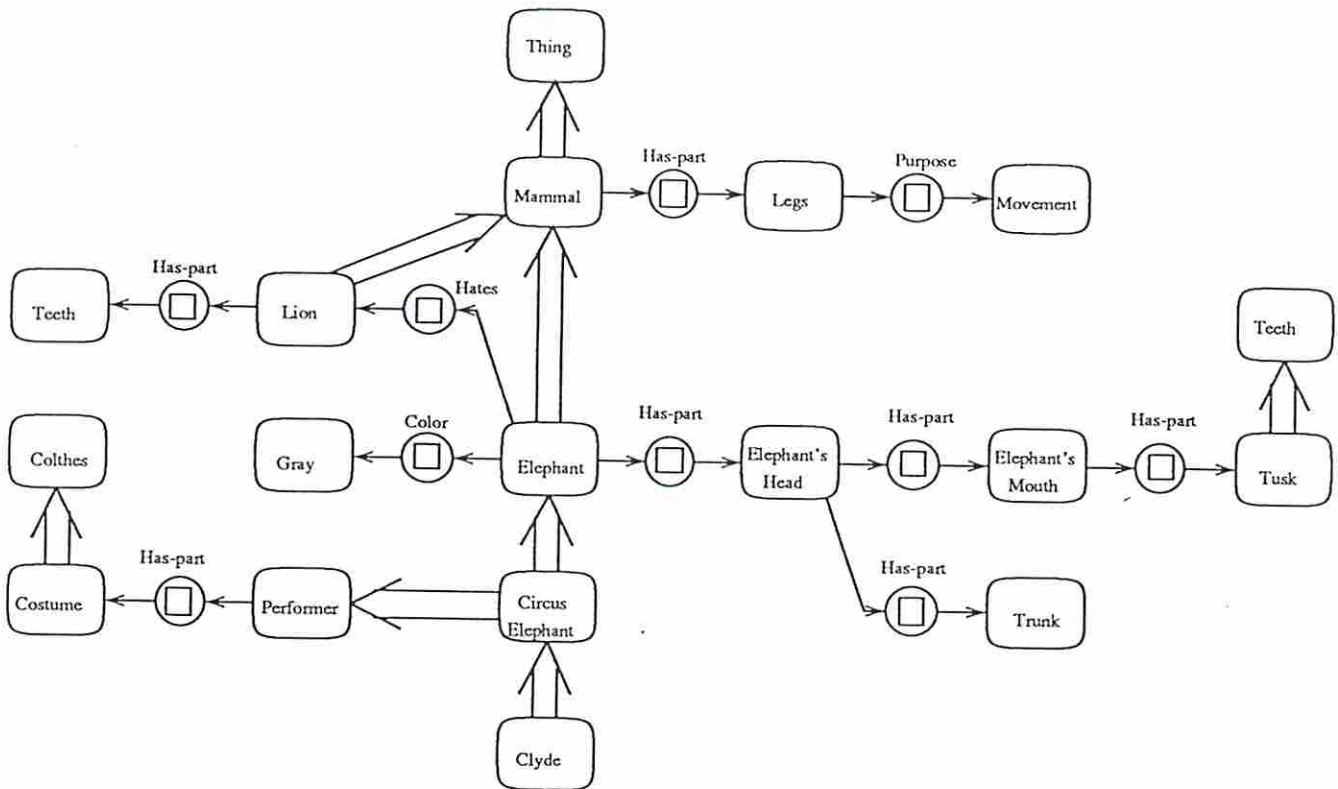 Thing
Has-part
Purpose
Mammal
Legs
Movement
Has-part
Hates
Teeth
Lion
Teeth
Has-part
Has-part
Has-part
Color
Colthes
Gray
Elephant
Elephant's
Head
Elephant's
Mouth
Tusk
Has-part
Has-part
Costume
Performer
Circus
Elephant
Trunk
Clyde